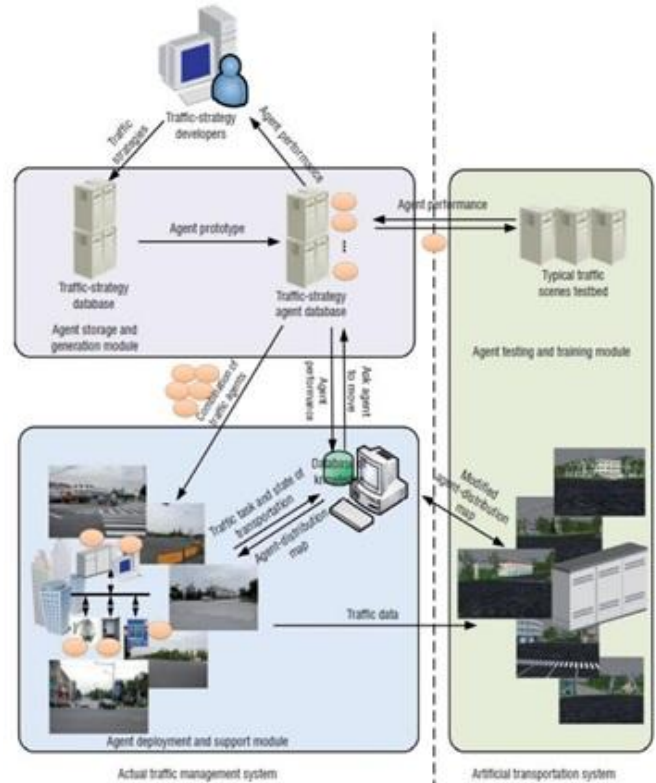 Traffic-strategy
developers
Traffic
strategies
Agent performance
Agent performance
Agent prototype
Traffic-strategy
database
Traffic-strategy
agent database
Typical traffic
scenes testbed
Agent storage and
generation module
Agent testing and training module
Combination of
traffic agents
Agent
performance
Ask agent
to move
Database
Traffic task and state of
transportation
Agent-distribution
map
Modified
agent-distribution
map
Traffic data
Agent deployment and support module
Actual traffic management system
Artificial transportation system